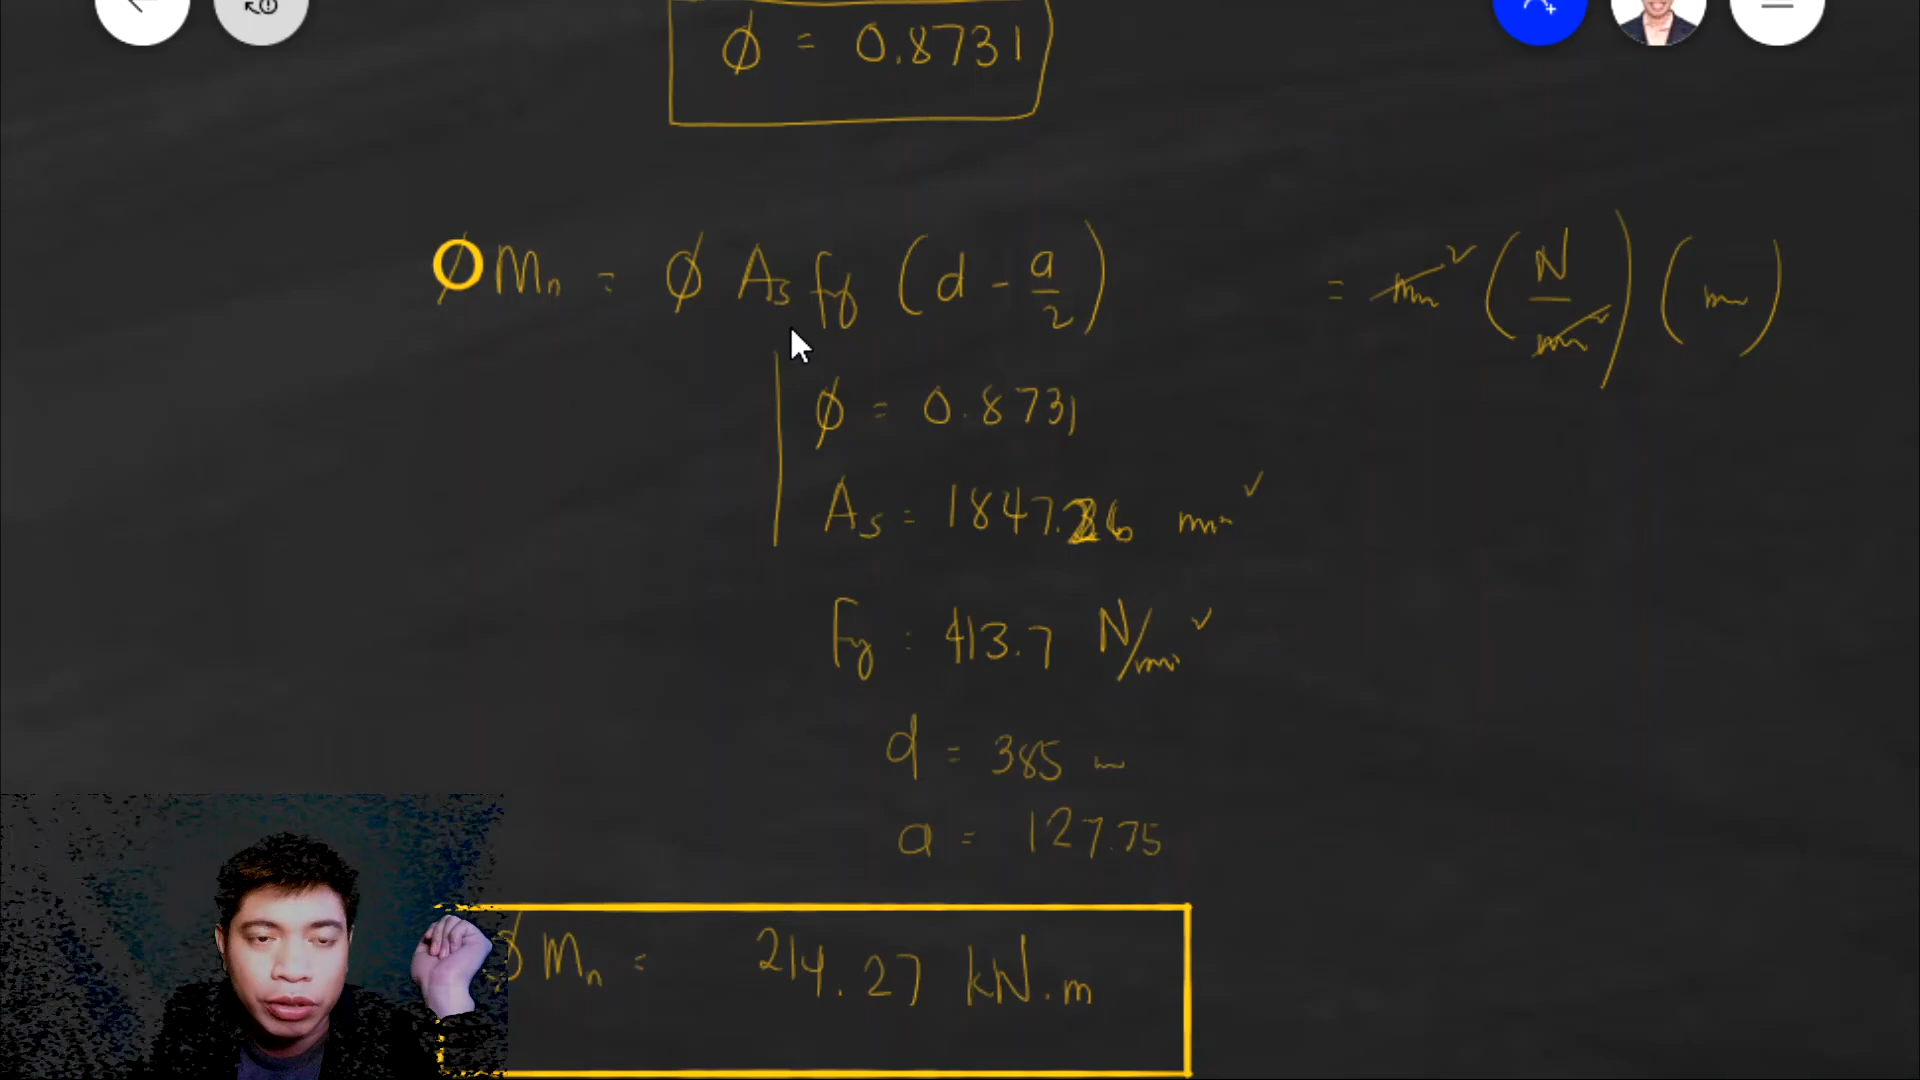 ϕ = 0.8731
ϕMn = ϕ As fy (d - a/2) = mm² (N/mm²) (mm)
ϕ = 0.8731
As = 1847.26 mm²
Fy = 413.7 N/mm²
d = 385 mm
a = 127.75
ϕMn = 214.27 kN.m